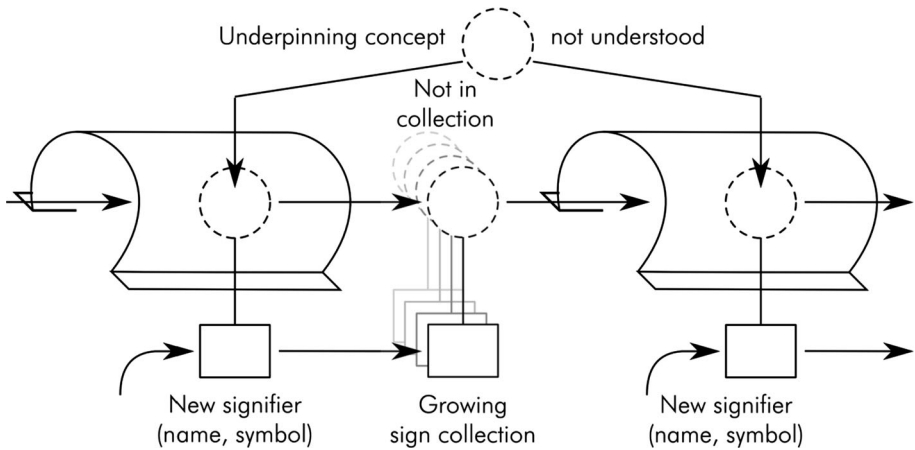 Underpinning concept not understood
Not in
collection
New signifier
(name, symbol)
Growing
sign collection
New signifier
(name, symbol)